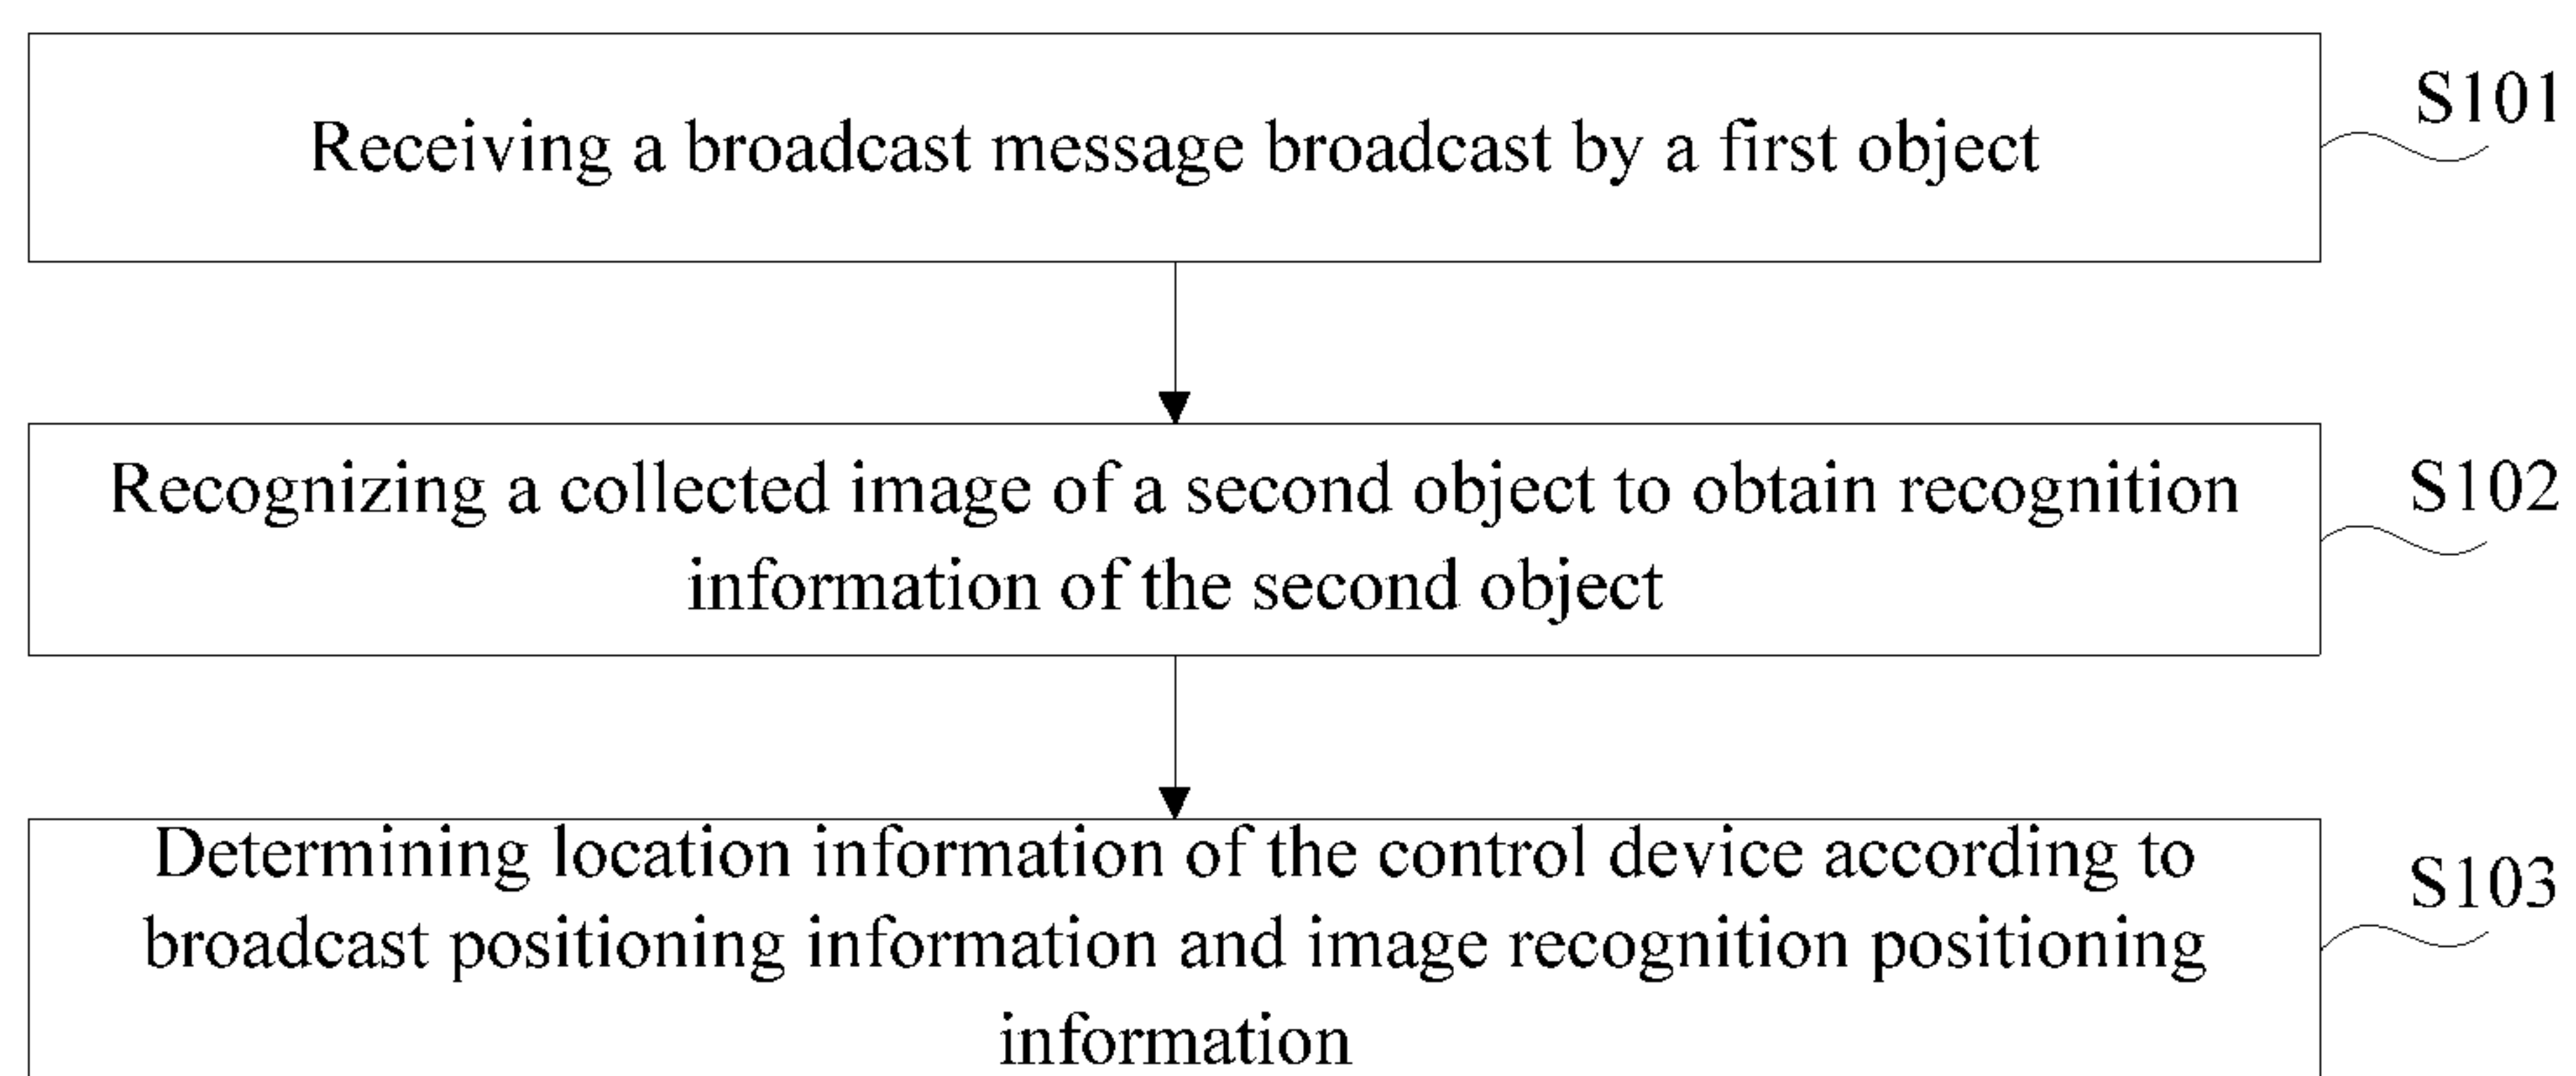 Receiving a broadcast message broadcast by a first object
S101
Recognizing a collected image of a second object to obtain recognition
information of the second object
S102
Determining location information of the control device according to
broadcast positioning information and image recognition positioning
information
S103